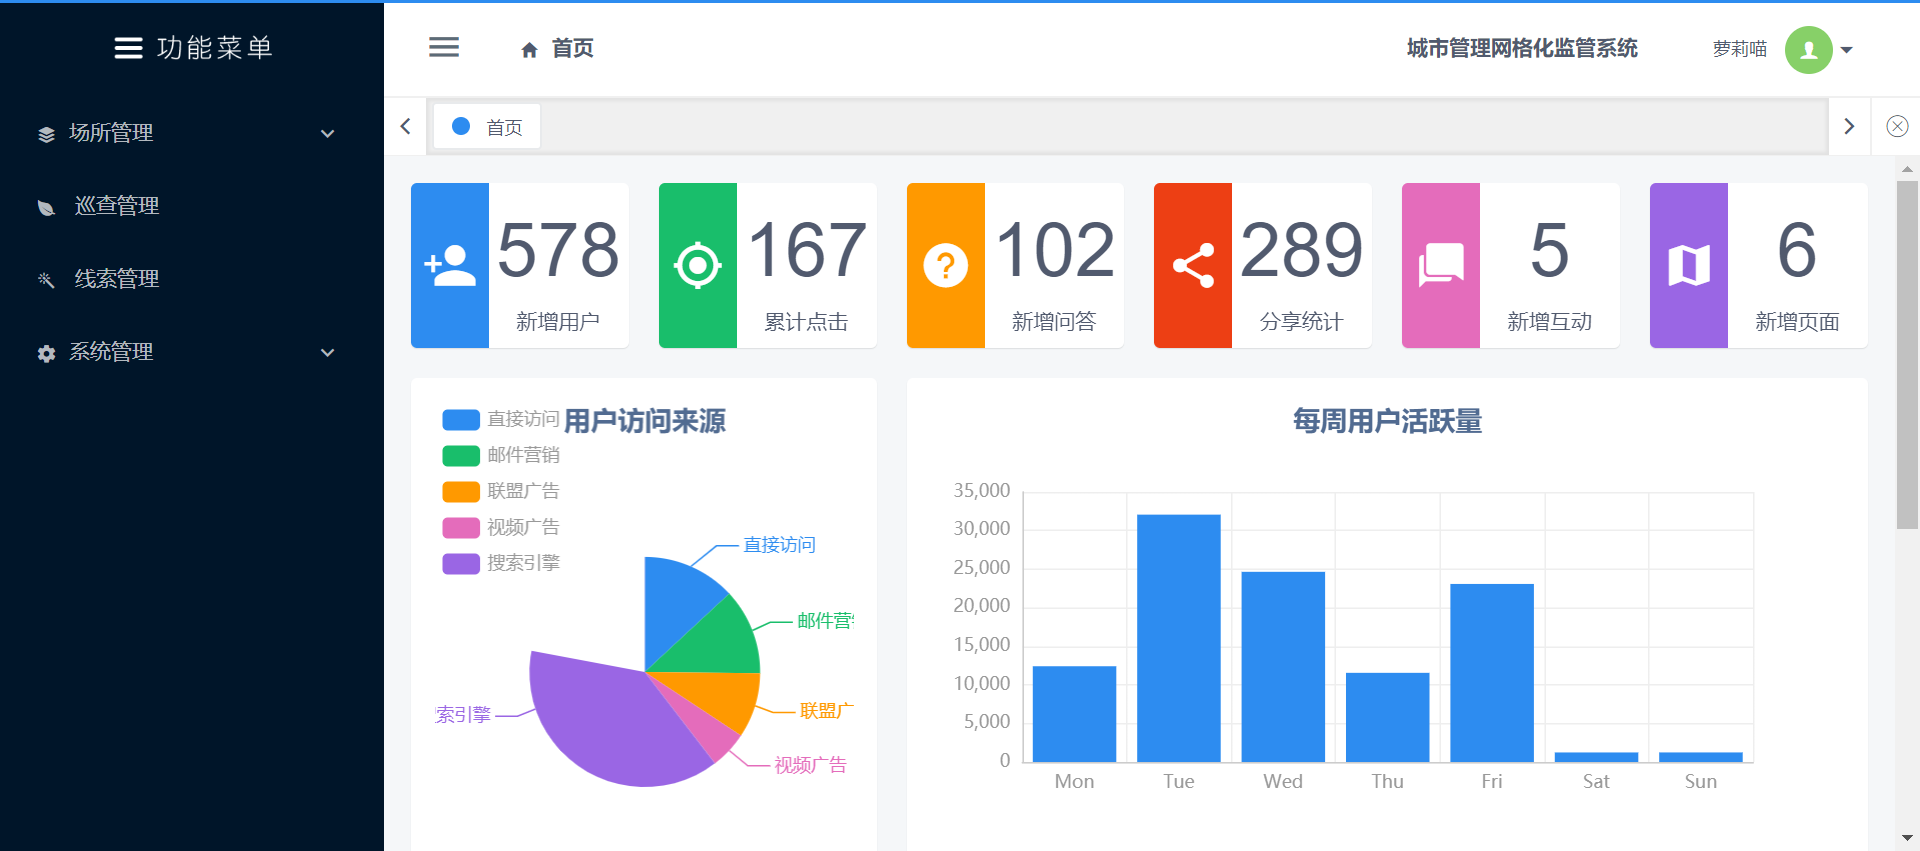 功能菜单
首页
城市管理网格化监管系统
萝莉喵
场所管理
巡查管理
线索管理
系统管理
首页
578
新增用户
167
累计点击
102
新增问答
289
分享统计
5
新增互动
6
新增页面
用户访问来源
直接访问
邮件营销
联盟广告
视频广告
搜索引擎
直接访问
邮件营
联盟广
视频广告
索引擎
每周用户活跃量
35,000
30,000
25,000
20,000
15,000
10,000
5,000
0
Mon Tue Wed Thu Fri Sat Sun